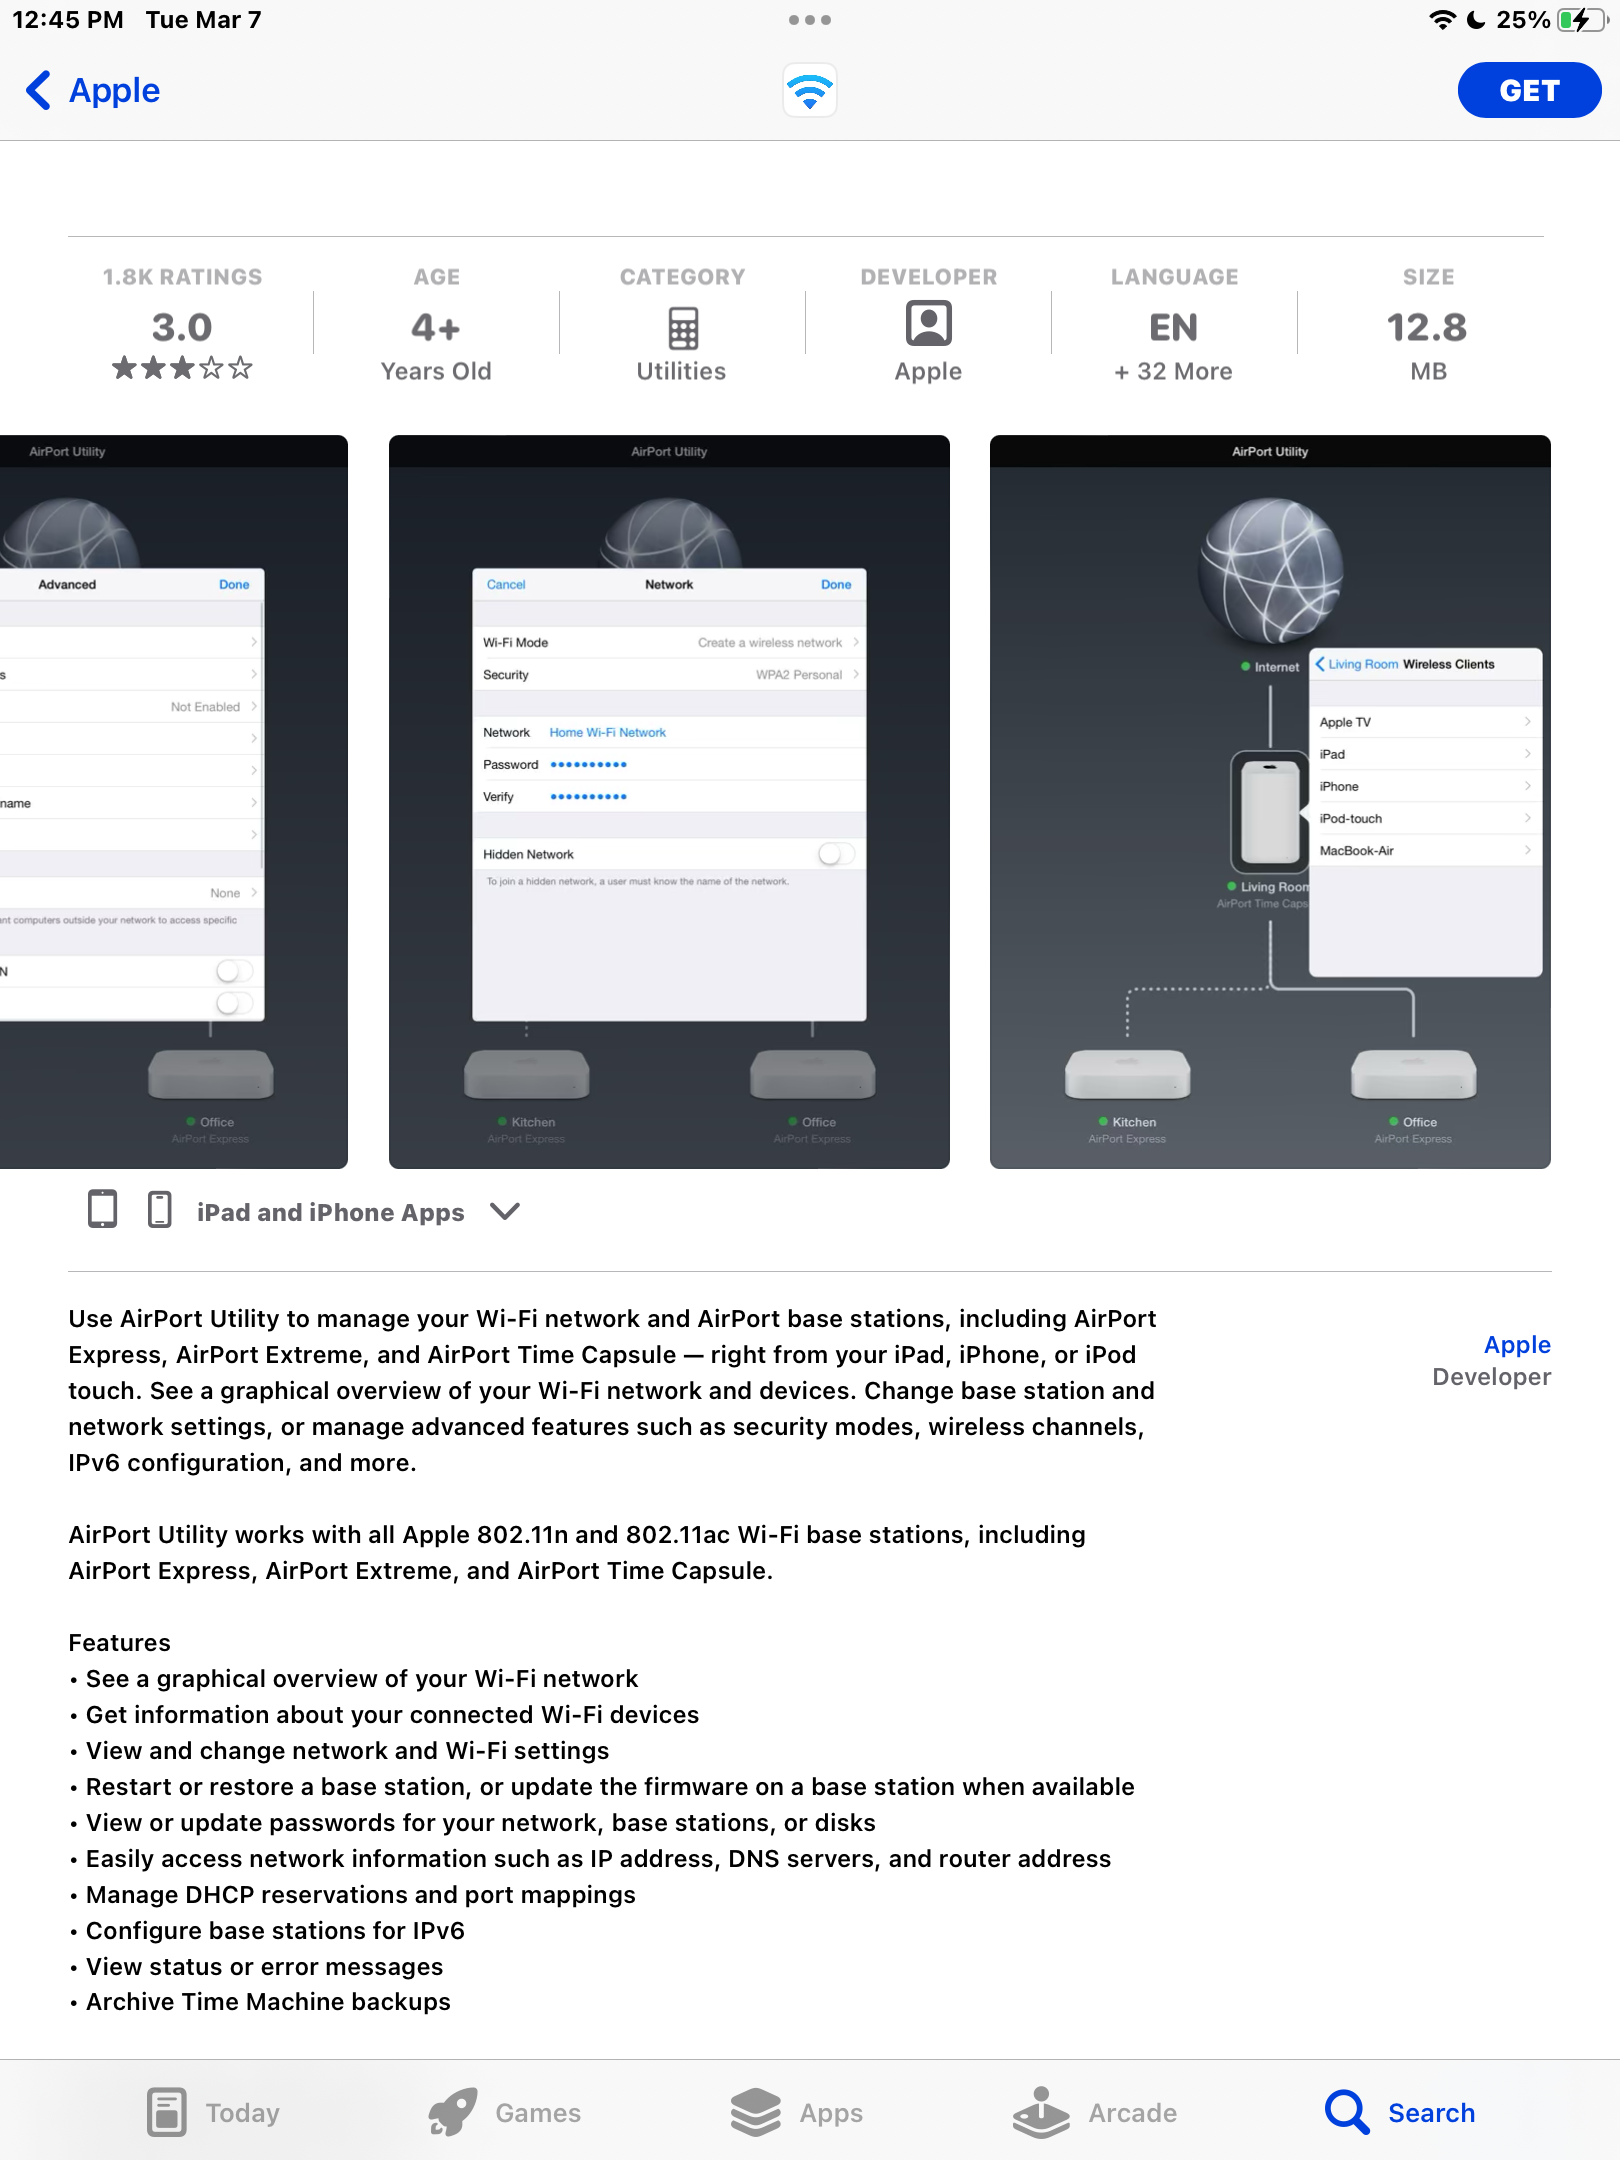 12:45 PM Tue Mar 7
25%
Apple
GET
1.8K RATINGS
3.0
AGE
4+
Years Old
CATEGORY
Utilities
DEVELOPER
Apple
LANGUAGE
EN
+ 32 More
SIZE
12.8
MB
AirPort Utility
Advanced
Done
s
Not Enabled
name
None
nt computers outside your network to access specific
N
Office
AirPort Express
AirPort Utility
Cancel
Network
Done
Wi-Fi Mode
Create a wireless network
Security
WPA2 Personal
Network
Home Wi-Fi Network
Password ••••••••••
Verify ••••••••••
Hidden Network
To join a hidden network, a user must know the name of the network.
Kitchen
AirPort Express
Office
AirPort Express
AirPort Utility
Internet
Living Room
Wireless Clients
Apple TV
iPad
iPhone
iPod-touch
MacBook-Air
Living Room
AirPort Time Caps
Kitchen
AirPort Express
Office
AirPort Express
iPad and iPhone Apps
Use AirPort Utility to manage your Wi-Fi network and AirPort base stations, including AirPort
Express, AirPort Extreme, and AirPort Time Capsule — right from your iPad, iPhone, or iPod
touch. See a graphical overview of your Wi-Fi network and devices. Change base station and
network settings, or manage advanced features such as security modes, wireless channels,
IPv6 configuration, and more.
Apple
Developer
AirPort Utility works with all Apple 802.11n and 802.11ac Wi-Fi base stations, including
AirPort Express, AirPort Extreme, and AirPort Time Capsule.
Features
• See a graphical overview of your Wi-Fi network
• Get information about your connected Wi-Fi devices
• View and change network and Wi-Fi settings
• Restart or restore a base station, or update the firmware on a base station when available
• View or update passwords for your network, base stations, or disks
• Easily access network information such as IP address, DNS servers, and router address
• Manage DHCP reservations and port mappings
• Configure base stations for IPv6
• View status or error messages
• Archive Time Machine backups
Today
Games
Apps
Arcade
Search